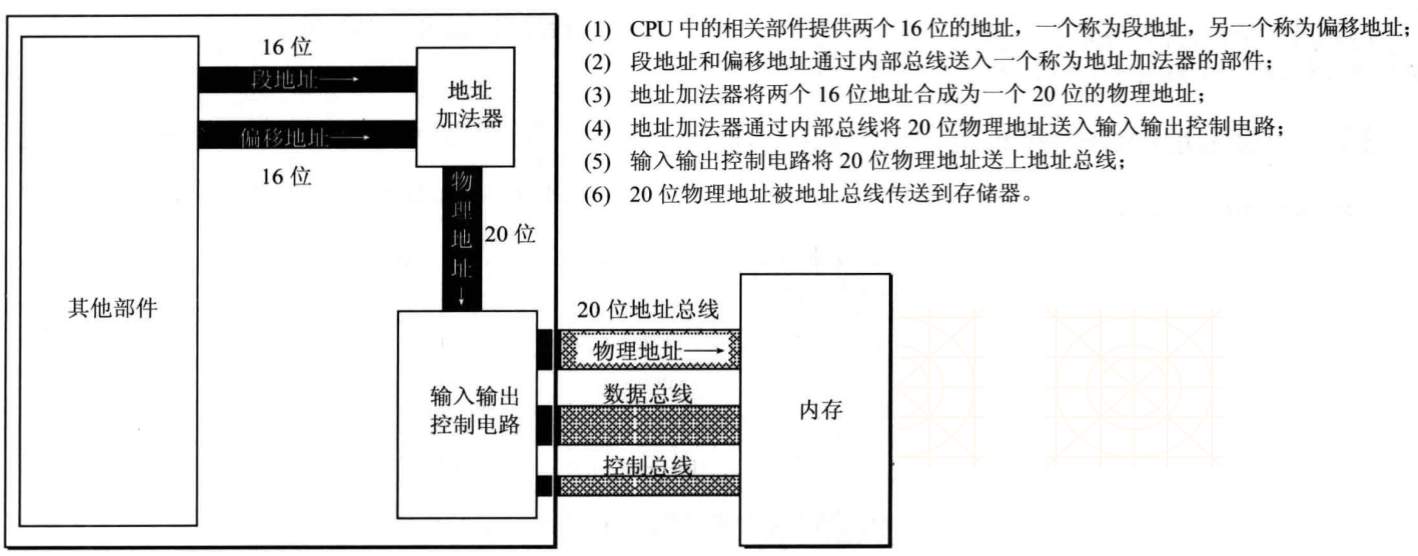 (1) CPU 中的相关部件提供两个 16 位的地址，一个称为段地址，另一个称为偏移地址；
(2) 段地址和偏移地址通过内部总线送入一个称为地址加法器的部件；
(3) 地址加法器将两个 16 位地址合成为一个 20 位的物理地址；
(4) 地址加法器通过内部总线将 20 位物理地址送入输入输出控制电路；
(5) 输入输出控制电路将 20 位物理地址送上地址总线；
(6) 20 位物理地址被地址总线传送到存储器。
16 位
段地址
地址
加法器
偏移地址
16 位
物
理
地
址
20 位
其他部件
20 位地址总线
物理地址
输入输出
控制电路
数据总线
控制总线
内存